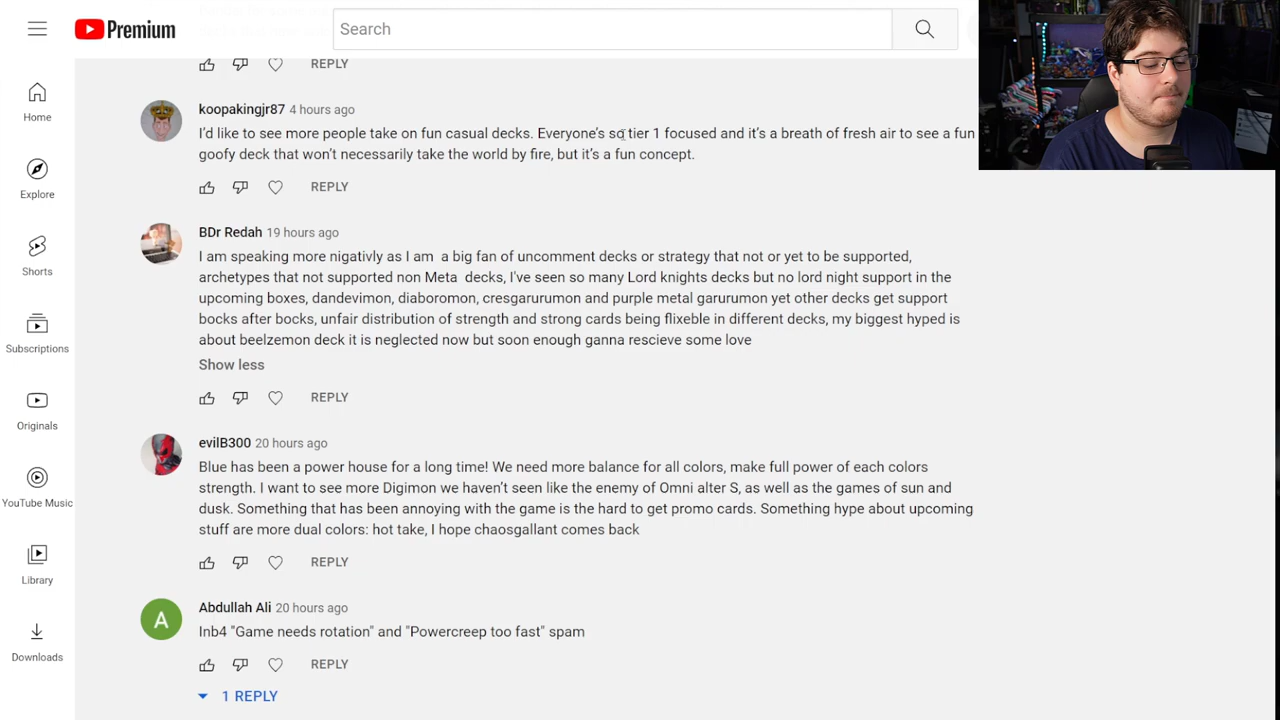 Premium
Search
REPLY
koopakingjr87 4 hours ago
I'd like to see more people take on fun casual decks. Everyone's so tier 1 focused and it's a breath of fresh air to see a fun
goofy deck that won't necessarily take the world by fire, but it's a fun concept.
REPLY
BDr Redah 19 hours ago
I am speaking more nigativly as I am a big fan of uncomment decks or strategy that not or yet to be supported,
archetypes that not supported non Meta decks, I've seen so many Lord knights decks but no lord night support in the
upcoming boxes, dandevimon, diaboromon, cresgarurumon and purple metal garurumon yet other decks get support
bocks after bocks, unfair distribution of strength and strong cards being flixeble in different decks, my biggest hyped is
about beelzemon deck it is neglected now but soon enough ganna rescieve some love
Show less
REPLY
evilB300 20 hours ago
Blue has been a power house for a long time! We need more balance for all colors, make full power of each colors
strength. I want to see more Digimon we haven't seen like the enemy of Omni alter S, as well as the games of sun and
dusk. Something that has been annoying with the game is the hard to get promo cards. Something hype about upcoming
stuff are more dual colors: hot take, I hope chaosgallant comes back
REPLY
A
Abdullah Ali 20 hours ago
Inb4 "Game needs rotation" and "Powercreep too fast" spam
REPLY
1 REPLY
Home
Explore
Shorts
Subscriptions
Originals
YouTube Music
Library
Downloads